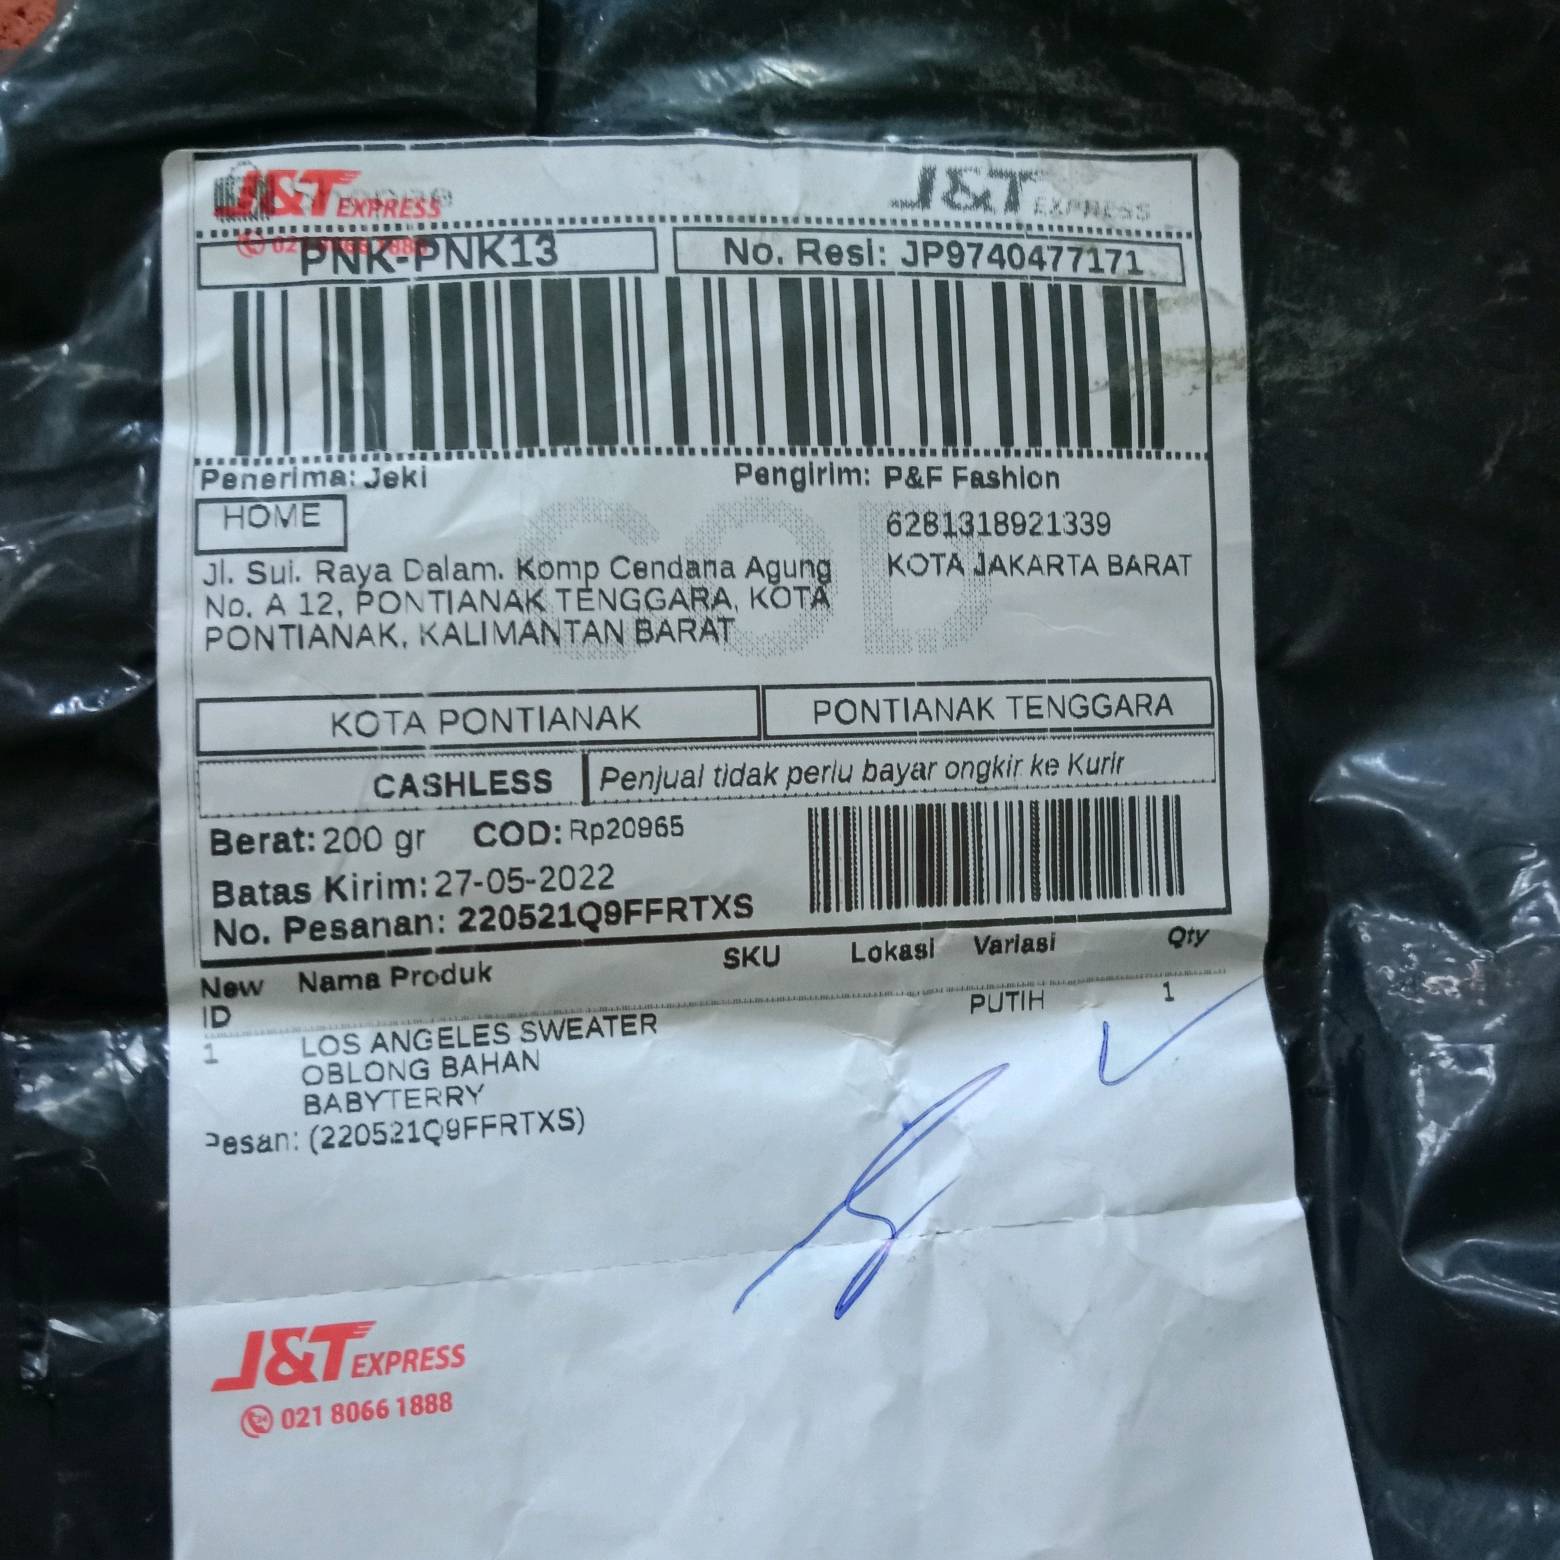 J&T EXPRESS
J&T EXPRESS
PNK-PNK13
No. Resi: JP9740477171
Penerima: Jeki
Pengirim: P&F Fashion
HOME
6281318921339
KOTA JAKARTA BARAT
Jl. Sui. Raya Dalam. Komp Cendana Agung
No. A 12, PONTIANAK TENGGARA, KOTA
PONTIANAK, KALIMANTAN BARAT
COD
KOTA PONTIANAK
PONTIANAK TENGGARA
CASHLESS
Penjual tidak perlu bayar ongkir ke Kurir
Berat: 200 gr COD: Rp20965
Batas Kirim: 27-05-2022
No. Pesanan: 220521Q9FFRTXS
New ID Nama Produk SKU Lokasi Variasi Qty
1 LOS ANGELES SWEATER PUTIH 1
OBLONG BAHAN
BABYTERRY
Pesan: (220521Q9FFRTXS)
J&T EXPRESS
021 8066 1888